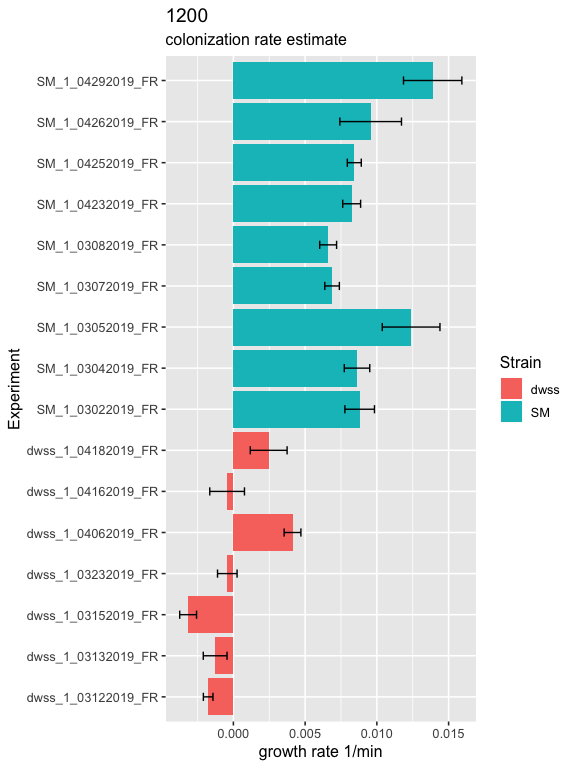 1200
colonization rate estimate
SM_1_04292019_FR
SM_1_04262019_FR
SM_1_04252019_FR
SM_1_04232019_FR
SM_1_03082019_FR
SM_1_03072019_FR
SM_1_03052019_FR
SM_1_03042019_FR
SM_1_03022019_FR
dwss_1_04182019_FR
dwss_1_04162019_FR
dwss_1_04062019_FR
dwss_1_03232019_FR
dwss_1_03152019_FR
dwss_1_03132019_FR
dwss_1_03122019_FR
Experiment
0.000 0.005 0.010 0.015
growth rate 1/min
Strain
dwss
SM